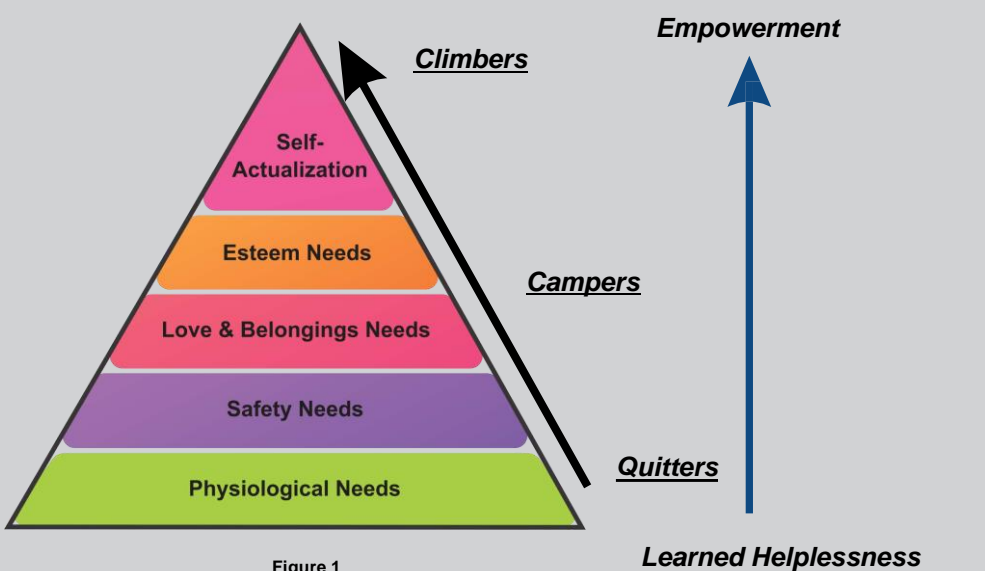 Empowerment
Climbers
Self-
Actualization
Esteem Needs
Campers
Love & Belongings Needs
Safety Needs
Quitters
Physiological Needs
Learned Helplessness
Figure 1